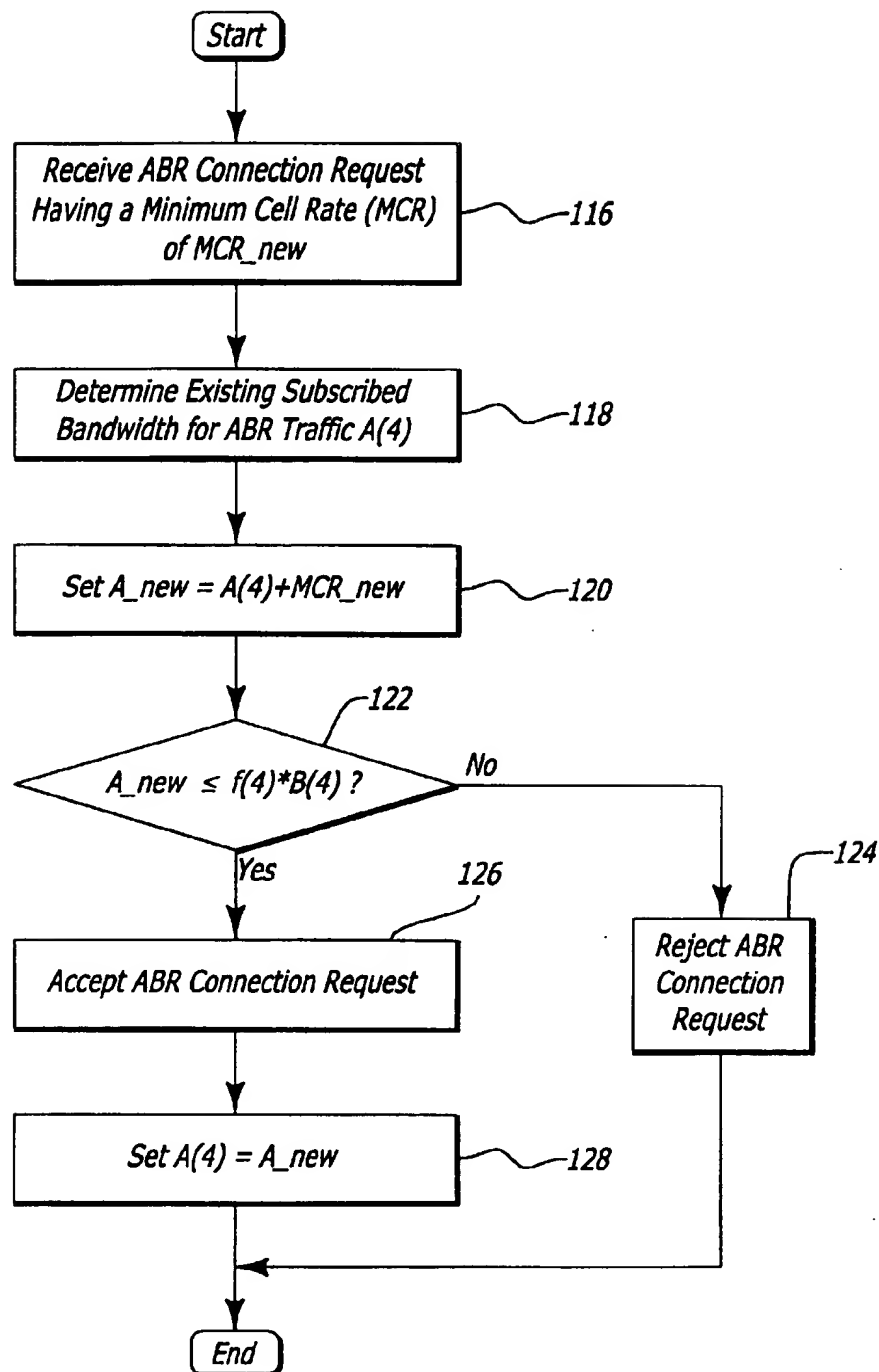 Start
Receive ABR Connection Request
Having a Minimum Cell Rate (MCR)
of MCR_new
116
Determine Existing Subscribed
Bandwidth for ABR Traffic A(4)
118
Set A_new = A(4)+MCR_new
120
122
A_new ≤ f(4)*B(4) ?
No
Yes
126
124
Accept ABR Connection Request
Reject ABR
Connection
Request
Set A(4) = A_new
128
End